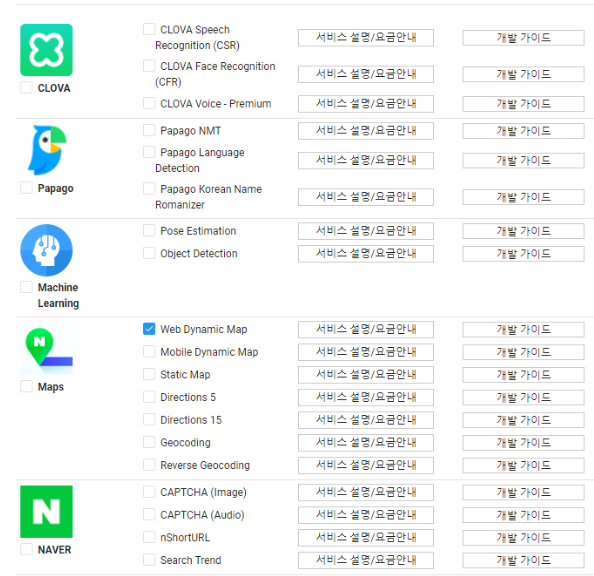 CLOVA Speech Recognition (CSR) 서비스 설명/요금안내 개발 가이드
CLOVA Face Recognition (CFR) 서비스 설명/요금안내 개발 가이드
CLOVA
CLOVA Voice - Premium 서비스 설명/요금안내 개발 가이드
Papago NMT 서비스 설명/요금안내 개발 가이드
Papago Language Detection 서비스 설명/요금안내 개발 가이드
Papago
Papago Korean Name Romanizer 서비스 설명/요금안내 개발 가이드
Pose Estimation 서비스 설명/요금안내 개발 가이드
Object Detection 서비스 설명/요금안내 개발 가이드
Machine Learning
Web Dynamic Map 서비스 설명/요금안내 개발 가이드
N
Mobile Dynamic Map 서비스 설명/요금안내 개발 가이드
Static Map 서비스 설명/요금안내 개발 가이드
Maps
Directions 5 서비스 설명/요금안내 개발 가이드
Directions 15 서비스 설명/요금안내 개발 가이드
Geocoding 서비스 설명/요금안내 개발 가이드
Reverse Geocoding 서비스 설명/요금안내 개발 가이드
CAPTCHA (Image) 서비스 설명/요금안내 개발 가이드
N
CAPTCHA (Audio) 서비스 설명/요금안내 개발 가이드
nShortURL 서비스 설명/요금안내 개발 가이드
NAVER
Search Trend 서비스 설명/요금안내 개발 가이드